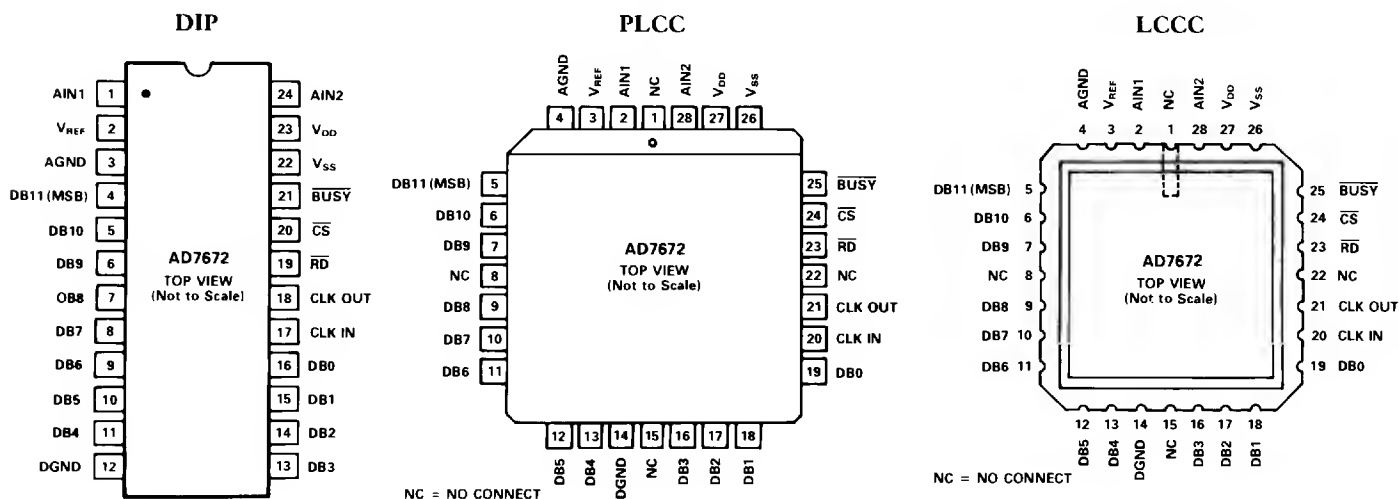 DIP
AIN1 1
VREF 2
AGND 3
DB11 (MSB) 4
DB10 5
DB9 6
OB8 7
DB7 8
DB6 9
DB5 10
DB4 11
DGND 12
24 AIN2
23 VDD
22 VSS
21 BUSY
20 CS
19 RD
18 CLK OUT
17 CLK IN
16 DB0
15 DB1
14 DB2
13 DB3
AD7672
TOP VIEW
(Not to Scale)
PLCC
AGND VREF AIN1 NC AIN2 VDD VSS
4 3 2 1 28 27 26
DB11 (MSB) 5
DB10 6
DB9 7
NC 8
DB8 9
DB7 10
DB6 11
25 BUSY
24 CS
23 RD
22 NC
21 CLK OUT
20 CLK IN
19 DB0
AD7672
TOP VIEW
(Not to Scale)
12 13 14 15 16 17 18
DB5 DB4 DGND NC DB3 DB2 DB1
NC = NO CONNECT
LCCC
AGND VREF AIN1 NC AIN2 VDD VSS
4 3 2 1 28 27 26
DB11 (MSB) 5
DB10 6
DB9 7
NC 8
DB8 9
DB7 10
DB6 11
25 BUSY
24 CS
23 RD
22 NC
21 CLK OUT
20 CLK IN
19 DB0
AD7672
TOP VIEW
(Not to Scale)
12 13 14 15 16 17 18
DB5 DB4 DGND NC DB3 DB2 DB1
NC = NO CONNECT